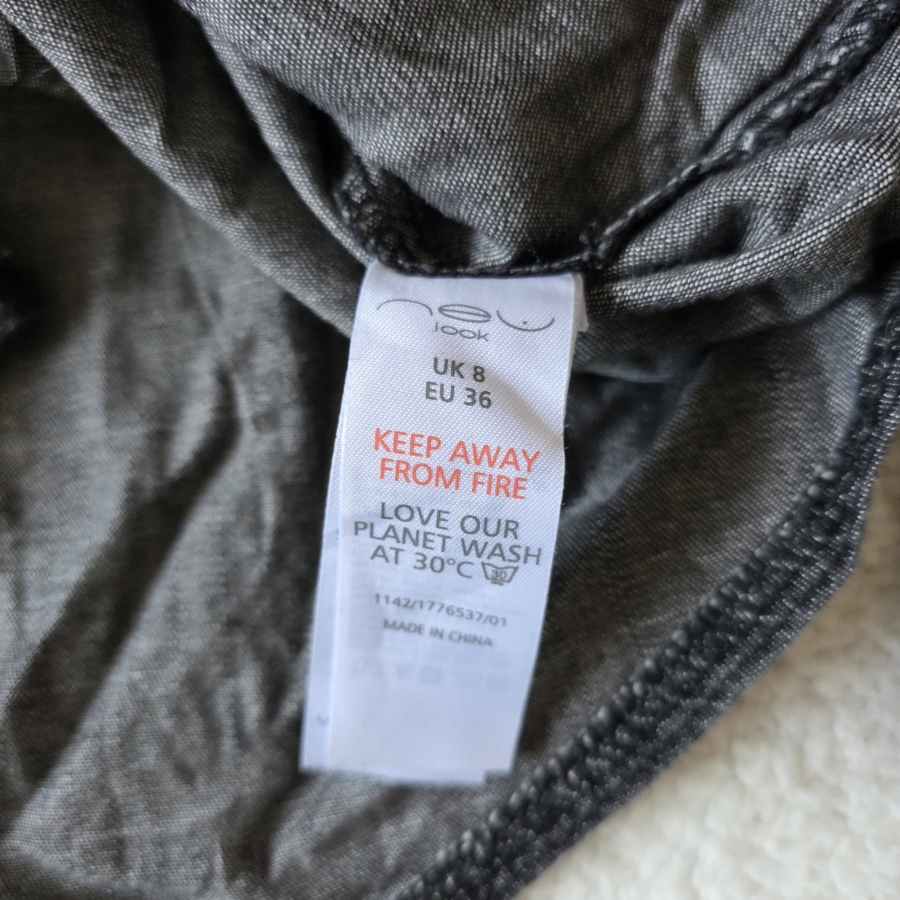 new
look
UK 8
EU 36
KEEP AWAY
FROM FIRE
LOVE OUR
PLANET WASH
AT 30°C 30
1142/1776537/01
MADE IN CHINA